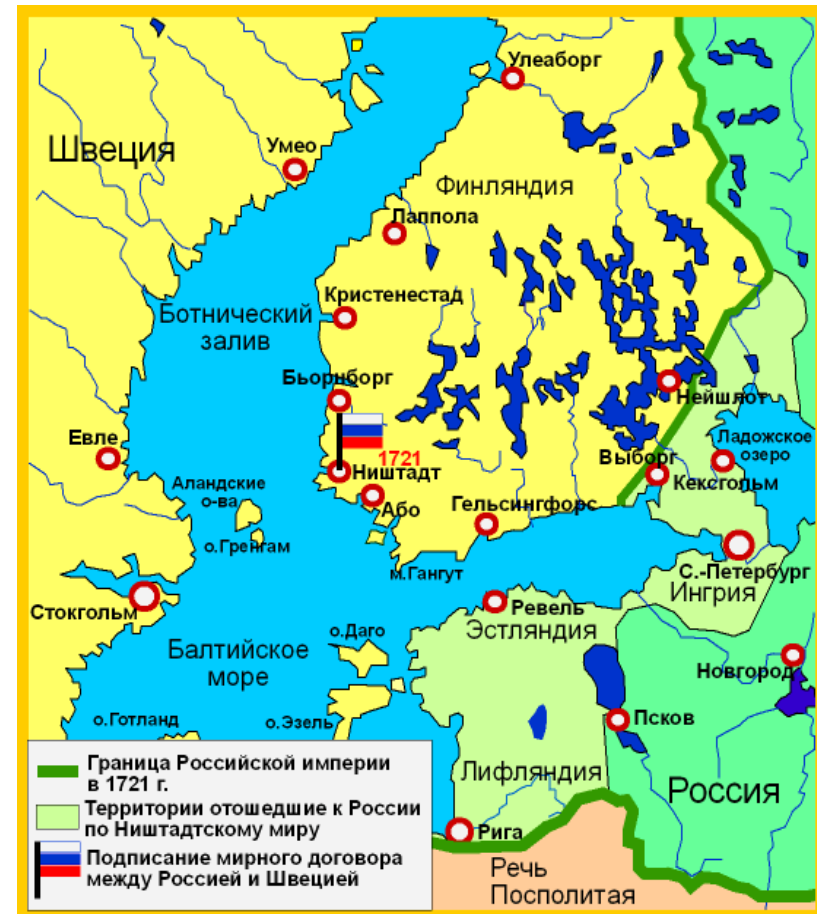 Улеаборг
Швеция
Умео
Финляндия
Лаппола
Кристенестад
Ботнический
залив
Бьорнборг
Нейшлот
1721
Евле
Ладожское
озеро
Выборг
Ништадт
Кексгольм
Аландские
о-ва
Або
Гельсингфорс
о.Гренгам
м.Гангут
С.-Петербург
Ингрия
Стокгольм
Ревель
Эстляндия
о.Даго
Балтийское
море
Новгород
о.Готланд
о.Эзель
Псков
Лифляндия
Россия
Рига
Речь
Посполитая
Граница Российской империи
в 1721 г.
Территории отошедшие к России
по Ништадтскому миру
Подписание мирного договора
между Россией и Швецией